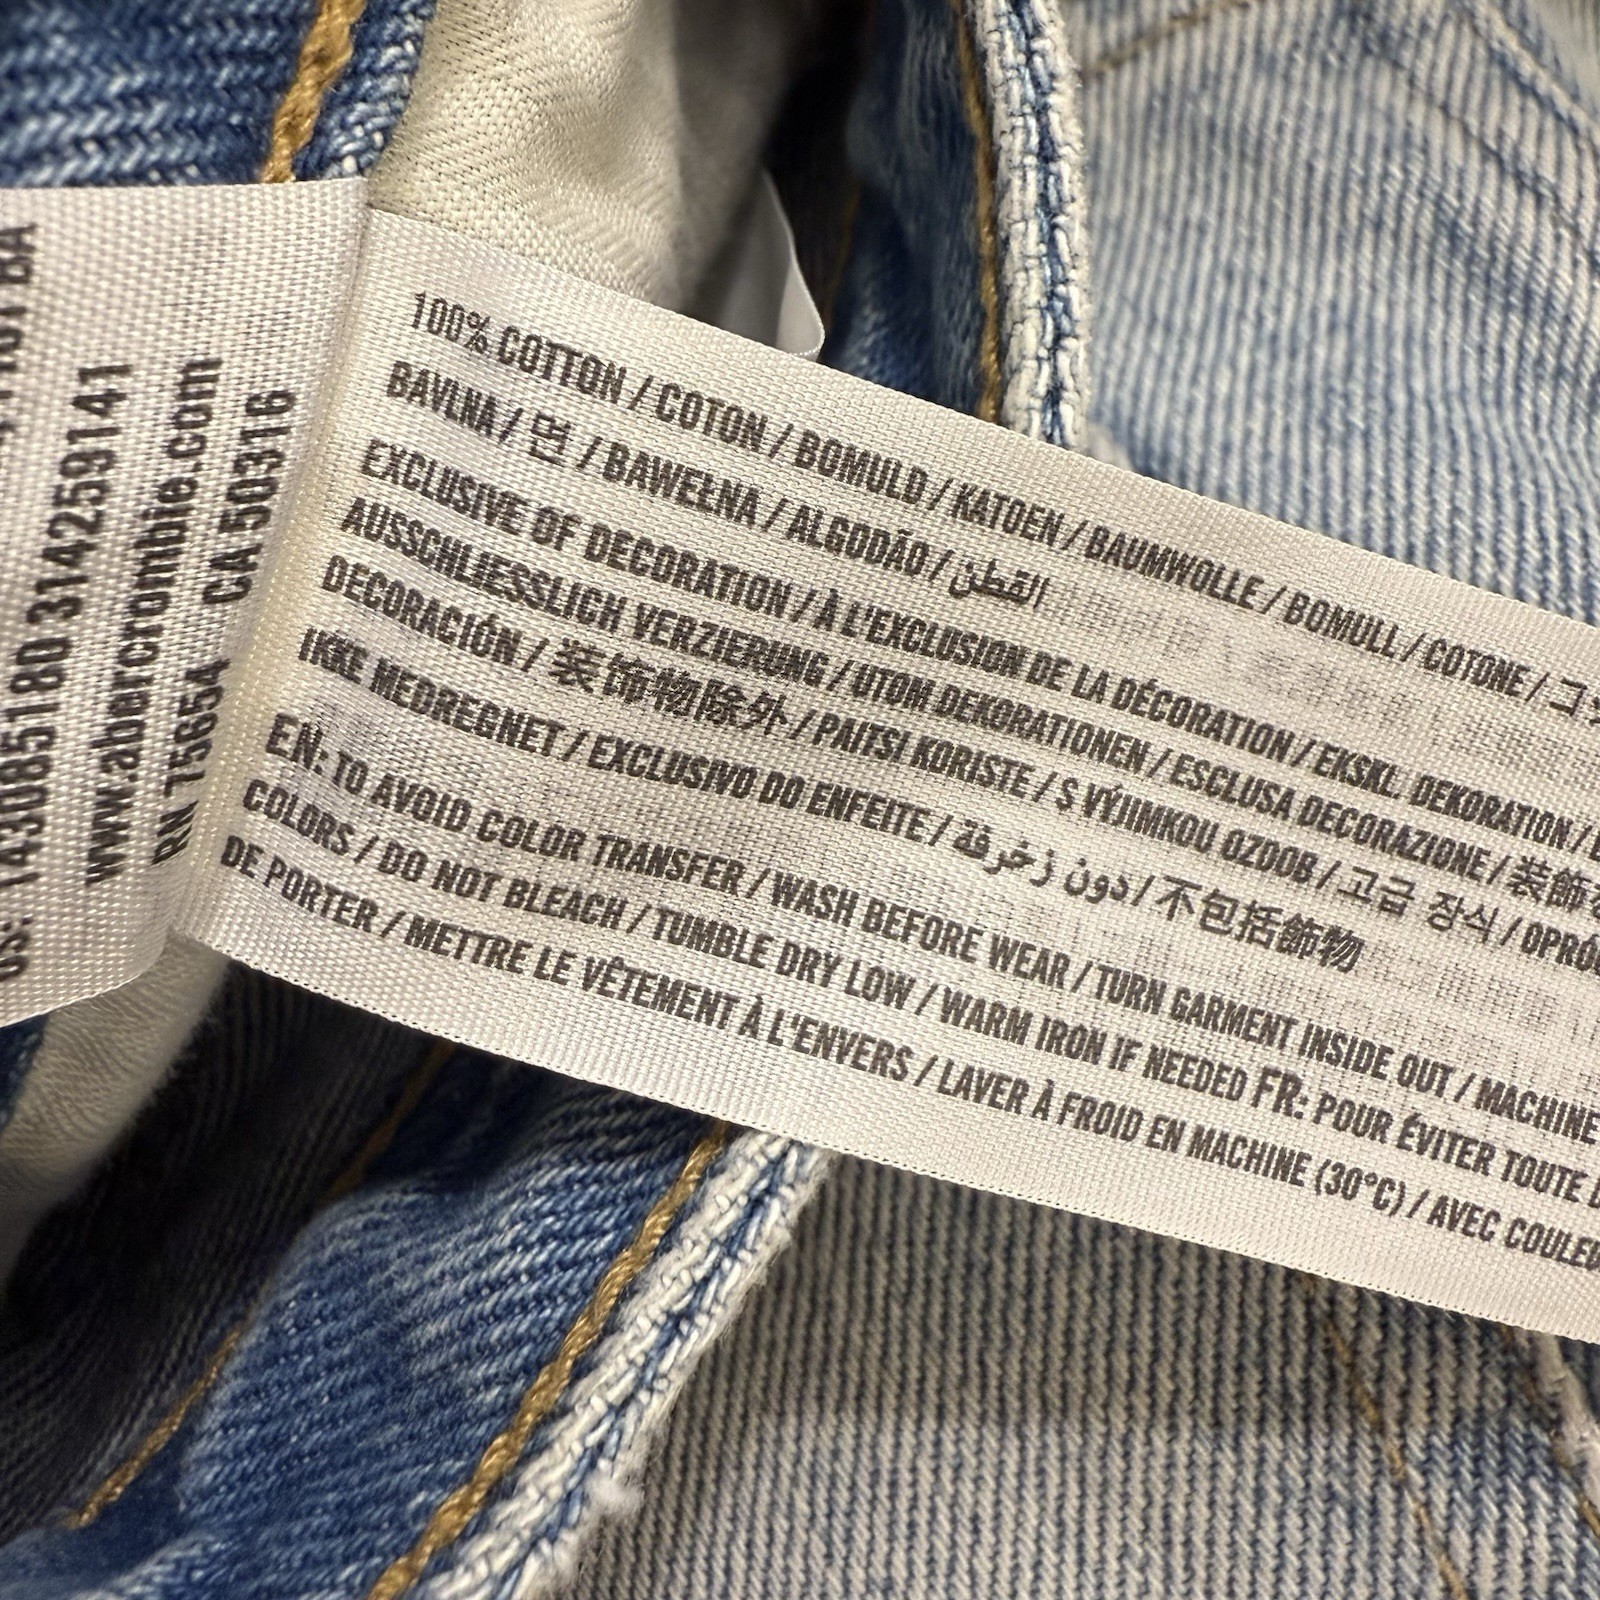 143085180 314259141
www.abercrombie.com
RN 75654 CA 50316
100% COTTON / COTON / BOMULD / KATOEN / BAUMWOLLE / BOMULL / COTONE /
BAVLNA / 면 / BAWEŁNA / ALGODÃO / القطن
EXCLUSIVE OF DECORATION / À L'EXCLUSION DE LA DÉCORATION / EKSKL. DEKORATION /
AUSSCHLIESSLICH VERZIERUNG / UTOM DEKORATIONEN / ESCLUSA DECORAZIONE / 装飾
DECORACIÓN / 装飾物除外 / PAITSI KORISTE / S VÝJIMKOU OZDOB / 고급 장식 /
IKKE MEDREGNET / EXCLUSIVO DO ENFEITE / دون زخرفة / 不包括飾物
EN: TO AVOID COLOR TRANSFER / WASH BEFORE WEAR / TURN GARMENT INSIDE OUT / MACHINE
COLORS / DO NOT BLEACH / TUMBLE DRY LOW / WARM IRON IF NEEDED FR: POUR ÉVITER TOUTE
DE PORTER / METTRE LE VÊTEMENT À L'ENVERS / LAVER À FROID EN MACHINE (30°C) / AVEC